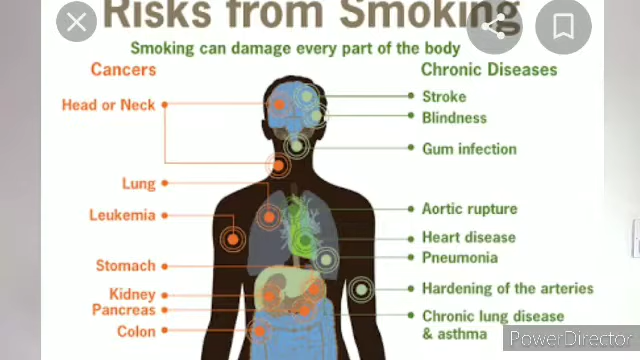 Risks from Smoking
Smoking can damage every part of the body
Cancers
Head or Neck
Lung
Leukemia
Stomach
Kidney
Pancreas
Colon
Chronic Diseases
Stroke
Blindness
Gum infection
Aortic rupture
Heart disease
Pneumonia
Hardening of the arteries
Chronic lung disease
& asthma
PowerDirector